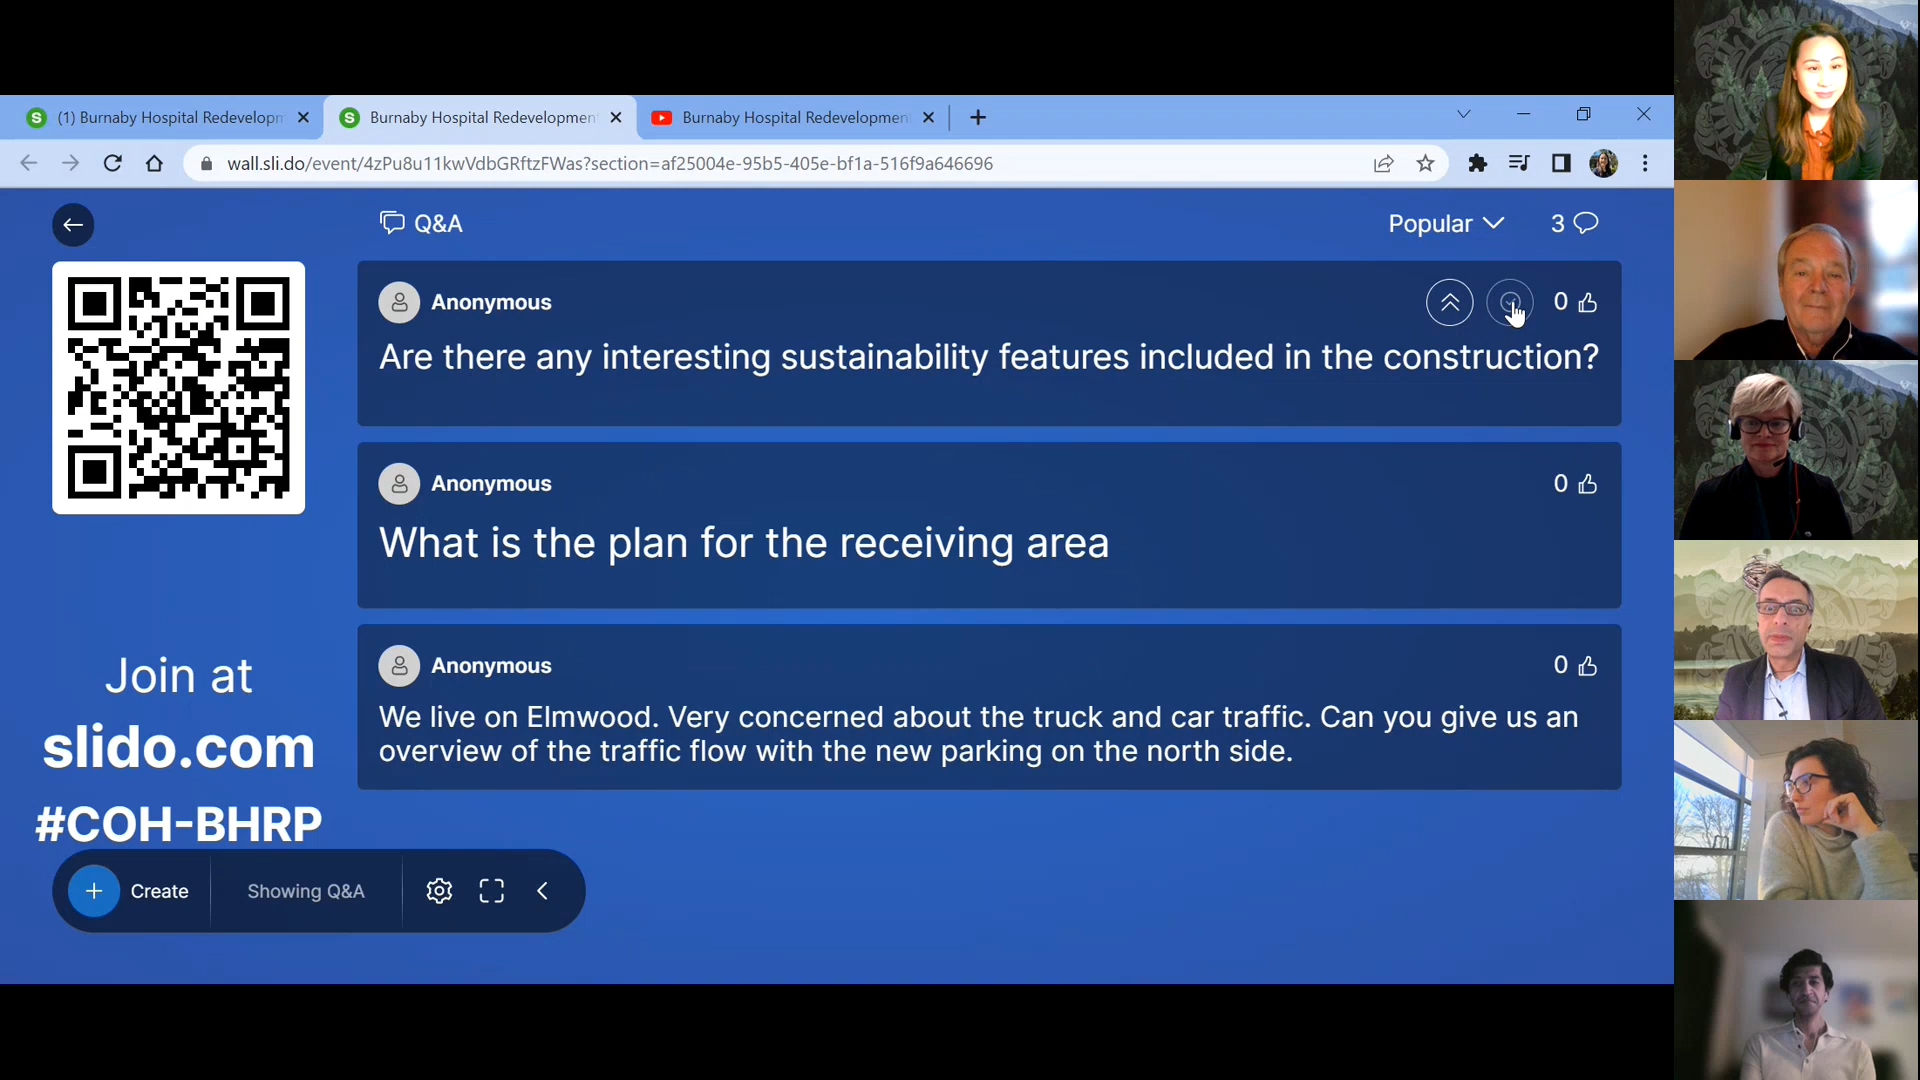 (1) Burnaby Hospital Redevelopm
Burnaby Hospital Redevelopmen
Burnaby Hospital Redevelopmen
wall.sli.do/event/4zPu8u11kwVdbGRftzFWas?section=af25004e-95b5-405e-bf1a-516f9a646696
Q&A
Popular
3
Anonymous
0
Are there any interesting sustainability features included in the construction?
Anonymous
0
What is the plan for the receiving area
Anonymous
0
We live on Elmwood. Very concerned about the truck and car traffic. Can you give us an
overview of the traffic flow with the new parking on the north side.
Join at
slido.com
#COH-BHRP
Create
Showing Q&A